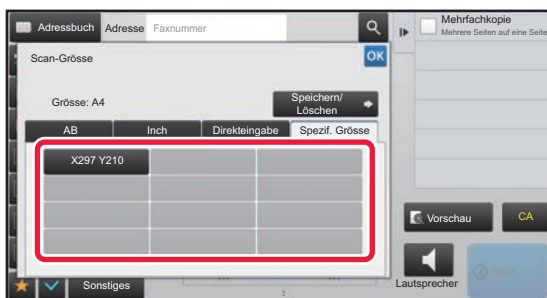 Adressbuch Adresse Faxnummer
Mehrfachkopie
Mehrere Seiten auf eine Seite
Scan-Grösse
OK
Grösse: A4
Speichern/
Löschen
AB Inch Direkteingabe Spezif. Grösse
X297 Y210
Vorschau CA
Sonstiges
Lautsprecher
Start